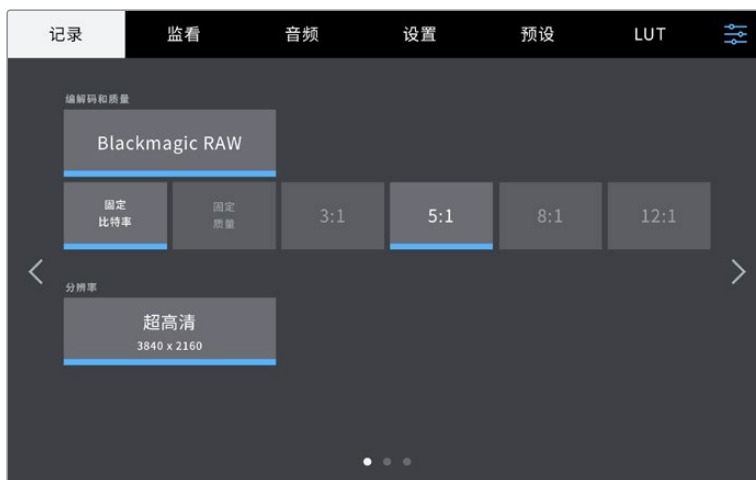 记录 监看 音频 设置 预设 LUT
编解码和质量
Blackmagic RAW
固定 固定
比特率 质量 3:1 5:1 8:1 12:1
分辨率
超高清
3840 x 2160